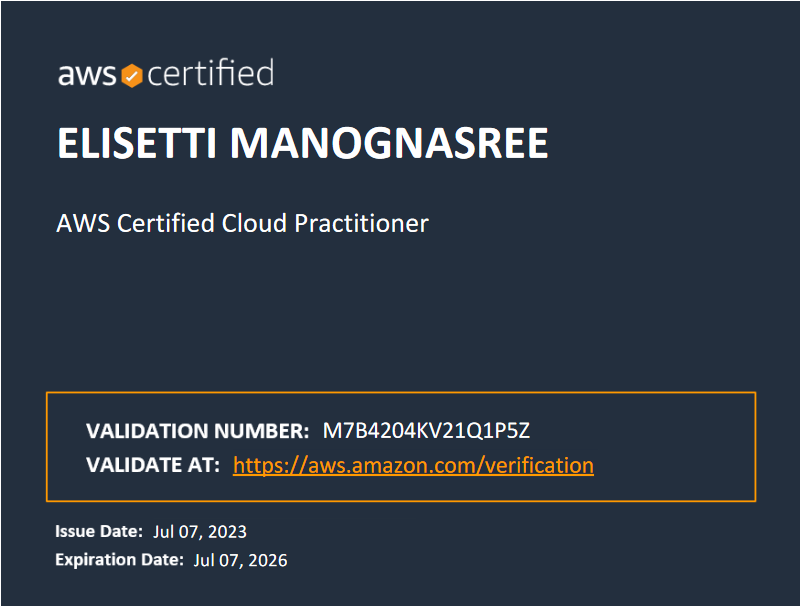 aws certified
ELISETTI MANOGNASREE
AWS Certified Cloud Practitioner
VALIDATION NUMBER: M7B4204KV21Q1P5Z
VALIDATE AT: https://aws.amazon.com/verification
Issue Date: Jul 07, 2023
Expiration Date: Jul 07, 2026